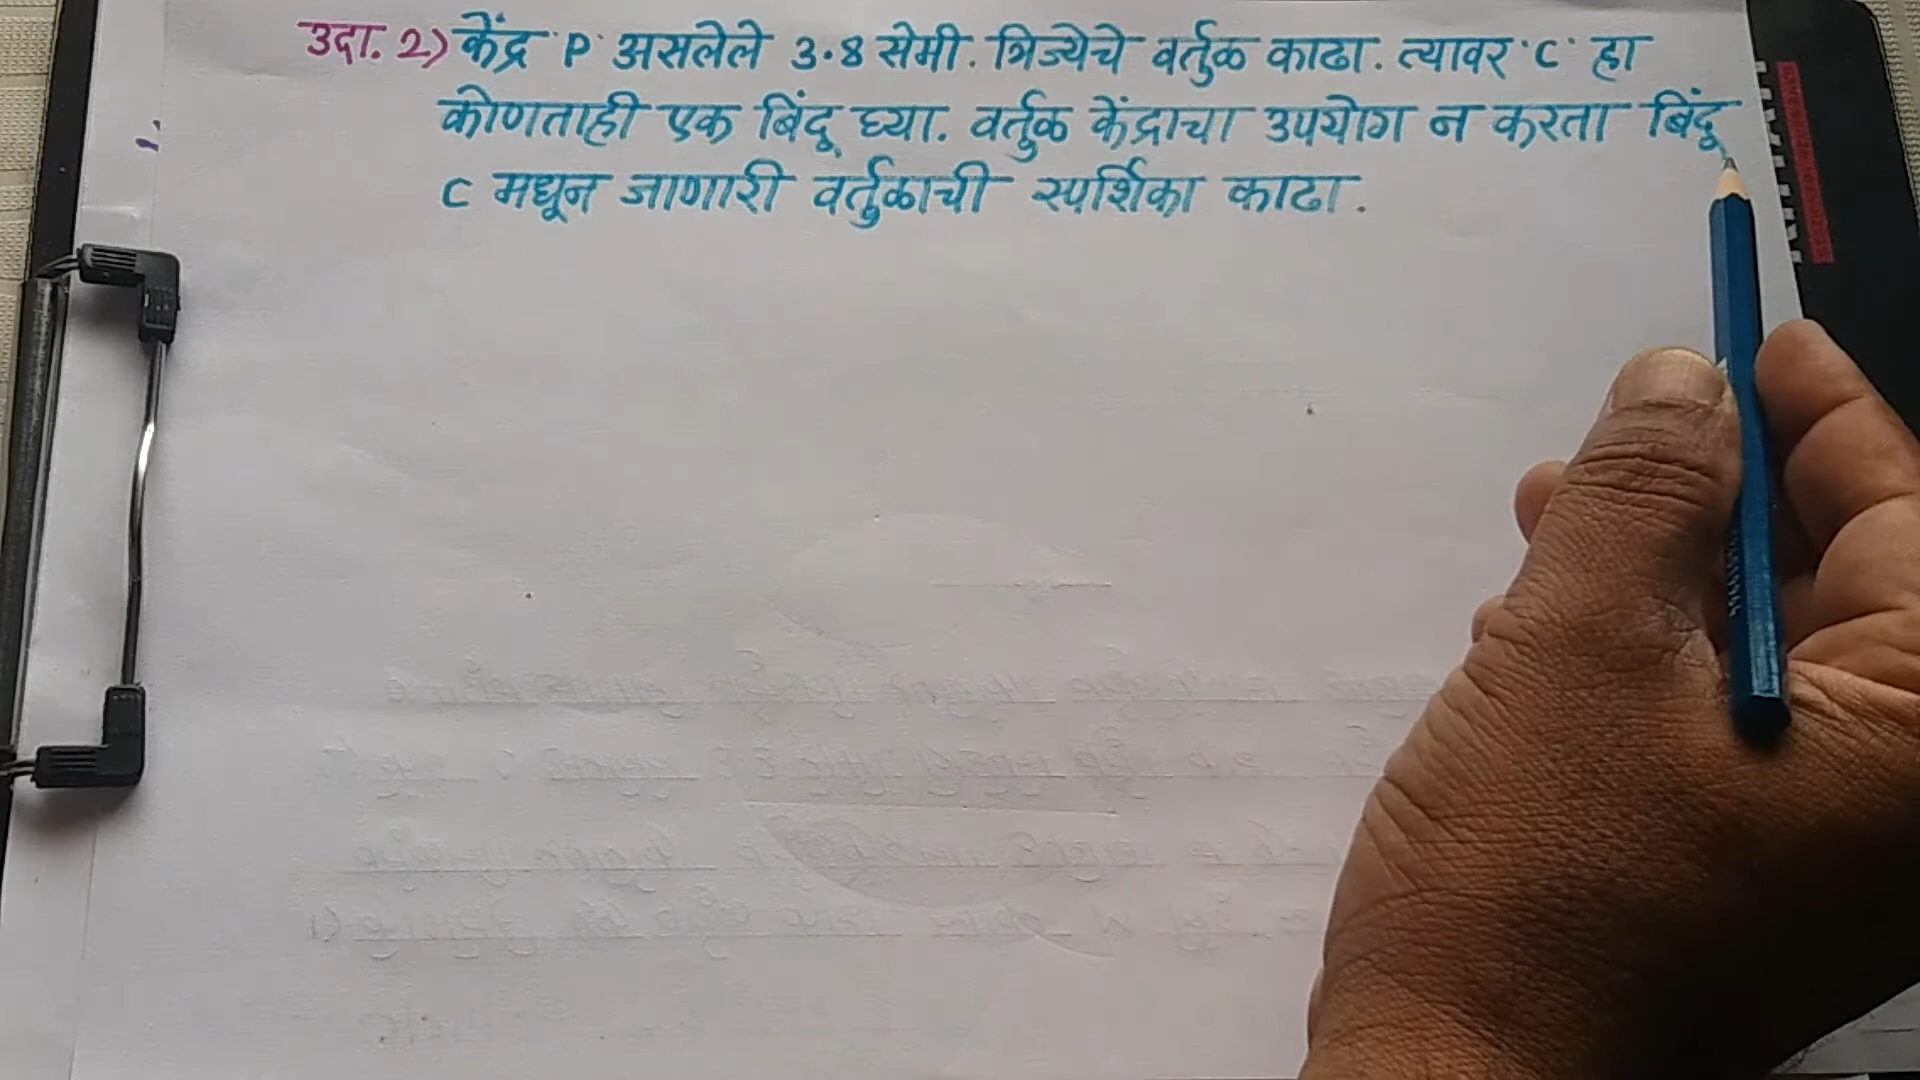 उदा. 2) केंद्र 'P' असलेले 3.8 सेमी. त्रिज्येचे वर्तुळ काढा. त्यावर 'C' हा
कोणताही एक बिंदू घ्या. वर्तुळ केंद्राचा उपयोग न करता बिंदू
C मधून जाणारी वर्तुळाची स्पर्शिका काढा.